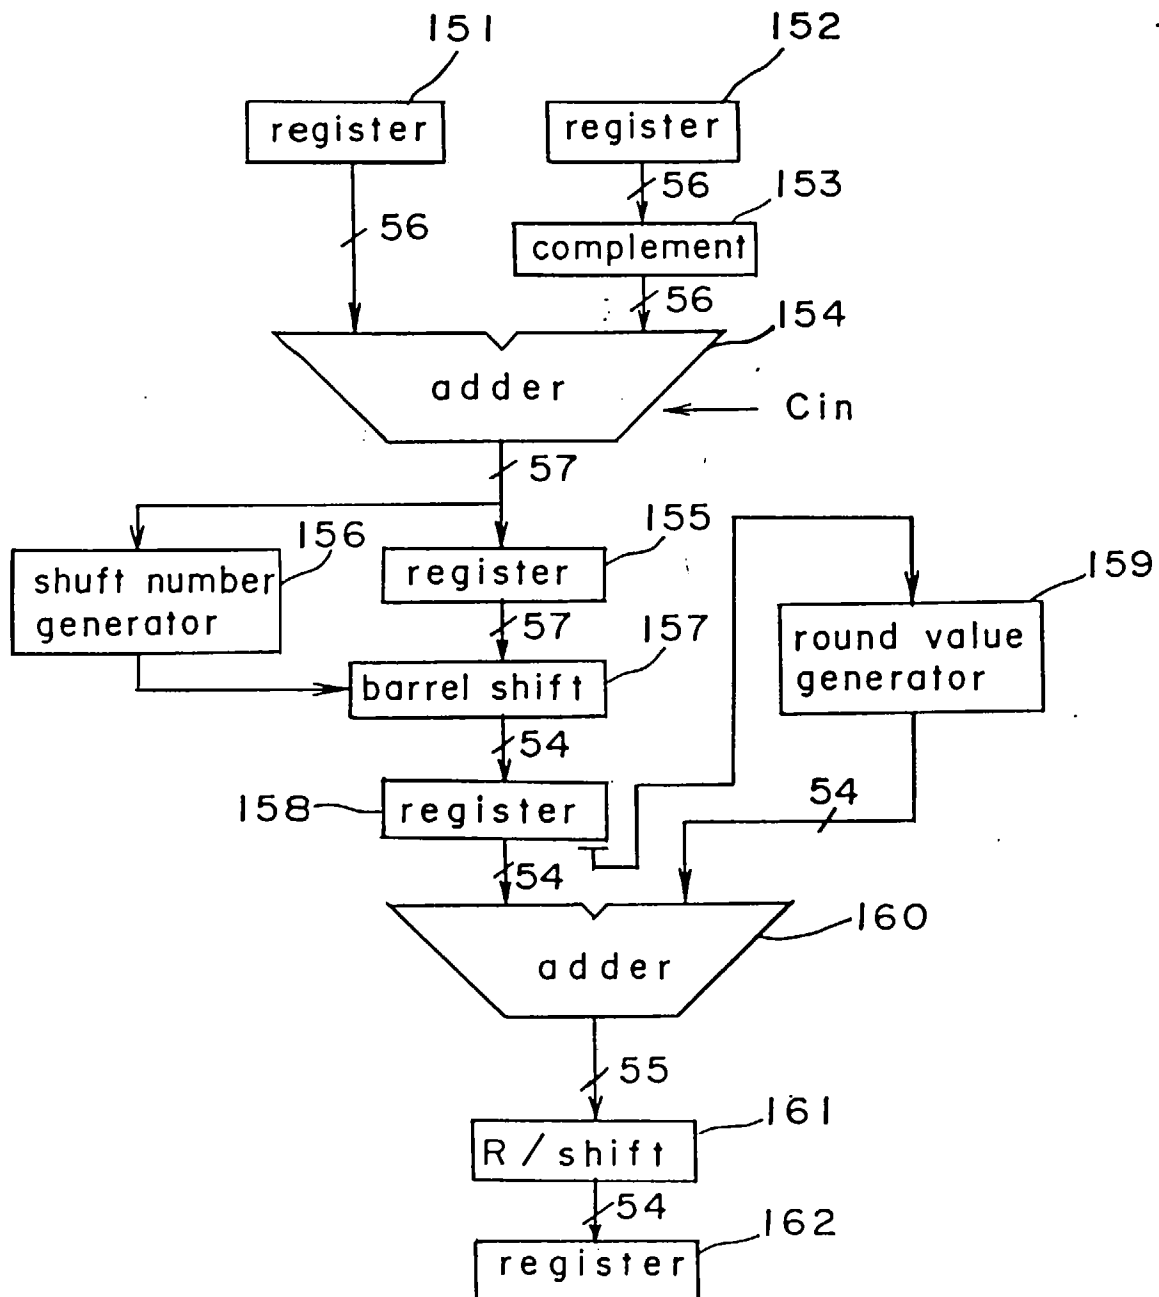 151
152
register
register
56
153
56
complement
56
154
adder
Cin
57
155
156
register
159
shuft number
generator
57
157
round value
generator
barrel shift
54
54
158
register
54
160
adder
55
161
R/shift
54
162
register